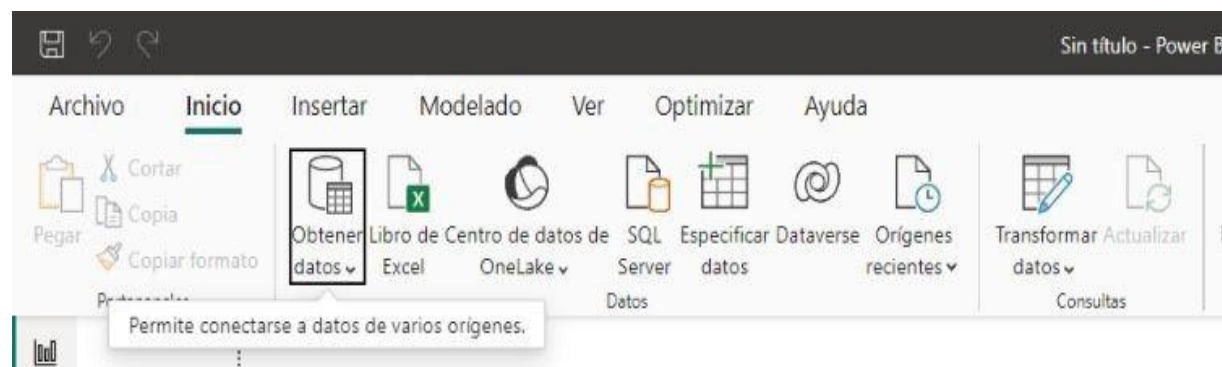 Sin título - Power B
Archivo Inicio Insertar Modelado Ver Optimizar Ayuda
Pegar
Cortar
Copia
Copiar formato
Obtener datos
Libro de Excel
Centro de datos de OneLake
SQL Server
Especificar datos
Dataverse
Orígenes recientes
Transformar datos
Actualizar
Datos
Consultas
Permite conectarse a datos de varios orígenes.